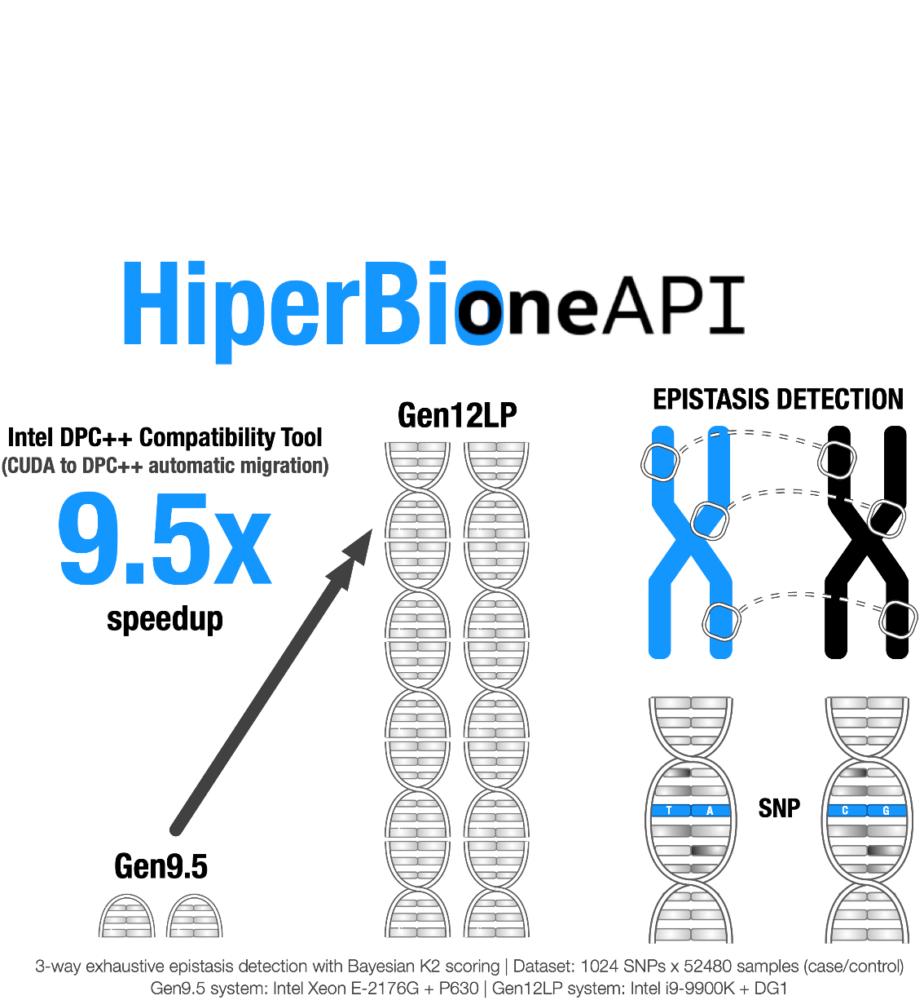 HiperBio
oneAPI
Gen12LP
EPISTASIS DETECTION
Intel DPC++ Compatibility Tool
(CUDA to DPC++ automatic migration)
9.5x
speedup
T A
SNP
C G
Gen9.5
3-way exhaustive epistasis detection with Bayesian K2 scoring | Dataset: 1024 SNPs x 52480 samples (case/control)
Gen9.5 system: Intel Xeon E-2176G + P630 | Gen12LP system: Intel i9-9900K + DG1